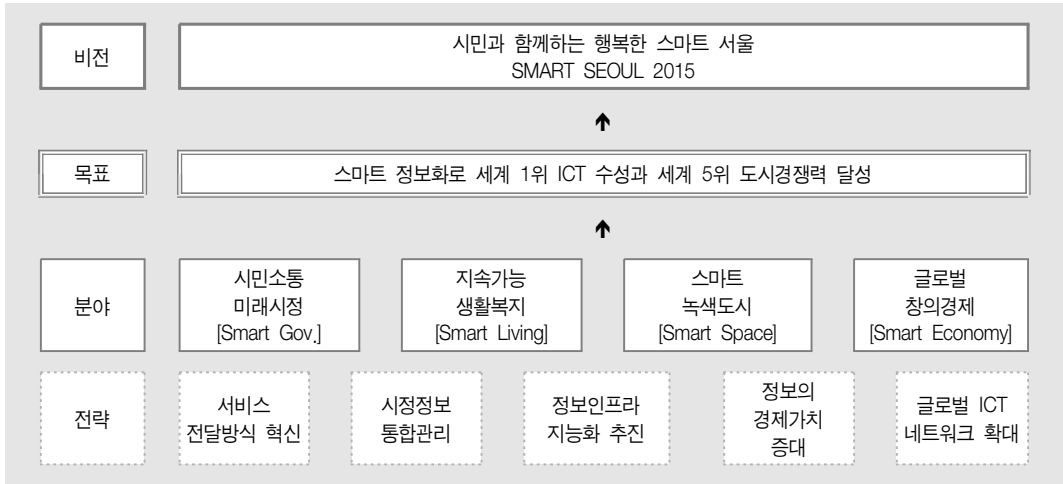 비전
시민과 함께하는 행복한 스마트 서울
SMART SEOUL 2015
목표
스마트 정보화로 세계 1위 ICT 수성과 세계 5위 도시경쟁력 달성
분야
시민소통
미래시정
[Smart Gov.]
지속가능
생활복지
[Smart Living]
스마트
녹색도시
[Smart Space]
글로벌
창의경제
[Smart Economy]
전략
서비스
전달방식 혁신
시정정보
통합관리
정보인프라
지능화 추진
정보의
경제가치
증대
글로벌 ICT
네트워크 확대